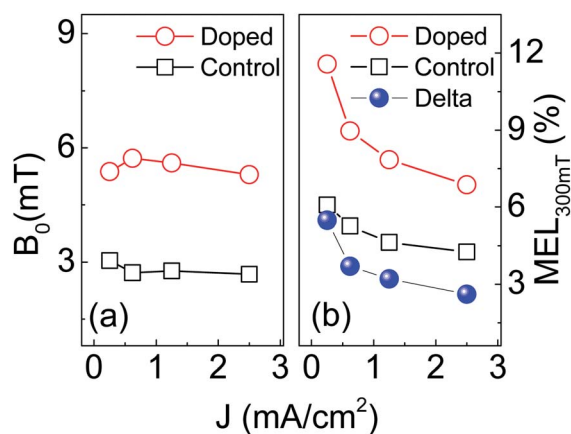 9
6
3
B₀(mT)
Doped
Control
(a)
0 1 2 3
Doped
Control
Delta
(b)
0 1 2 3
12
9
6
3
MEL₃₀₀ₘT (%)
J (mA/cm²)